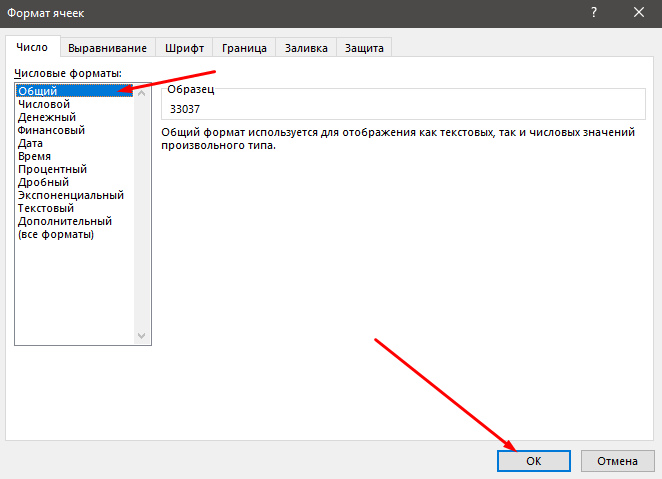 Формат ячеек
?
Число Выравнивание Шрифт Граница Заливка Защита
Числовые форматы:
Общий
Числовой
Денежный
Финансовый
Дата
Время
Процентный
Дробный
Экспоненциальный
Текстовый
Дополнительный
(все форматы)
Образец
33037
Общий формат используется для отображения как текстовых, так и числовых значений
произвольного типа.
ОК Отмена